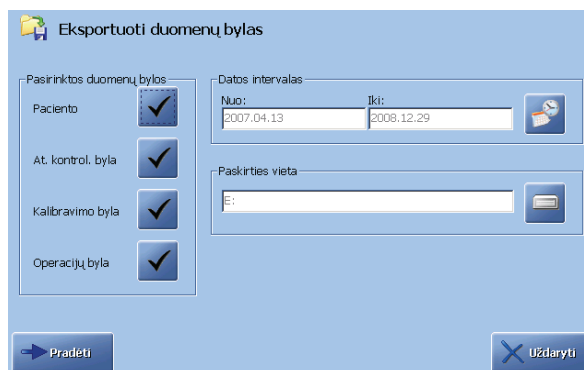 Eksportuoti duomenų bylas
Pasirinktos duomenų bylos
Paciento
At. kontrol. byla
Kalibravimo byla
Operacijų byla
Datos intervalas
Nuo: Iki:
2007.04.13 2008.12.29
Paskirties vieta
E:
Pradėti Uždaryti